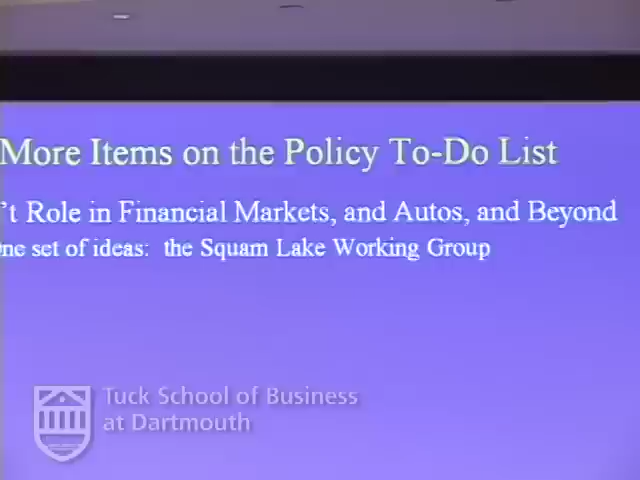 More Items on the Policy To-Do List
't Role in Financial Markets, and Autos, and Beyond
ne set of ideas: the Squam Lake Working Group
Tuck School of Business
at Dartmouth